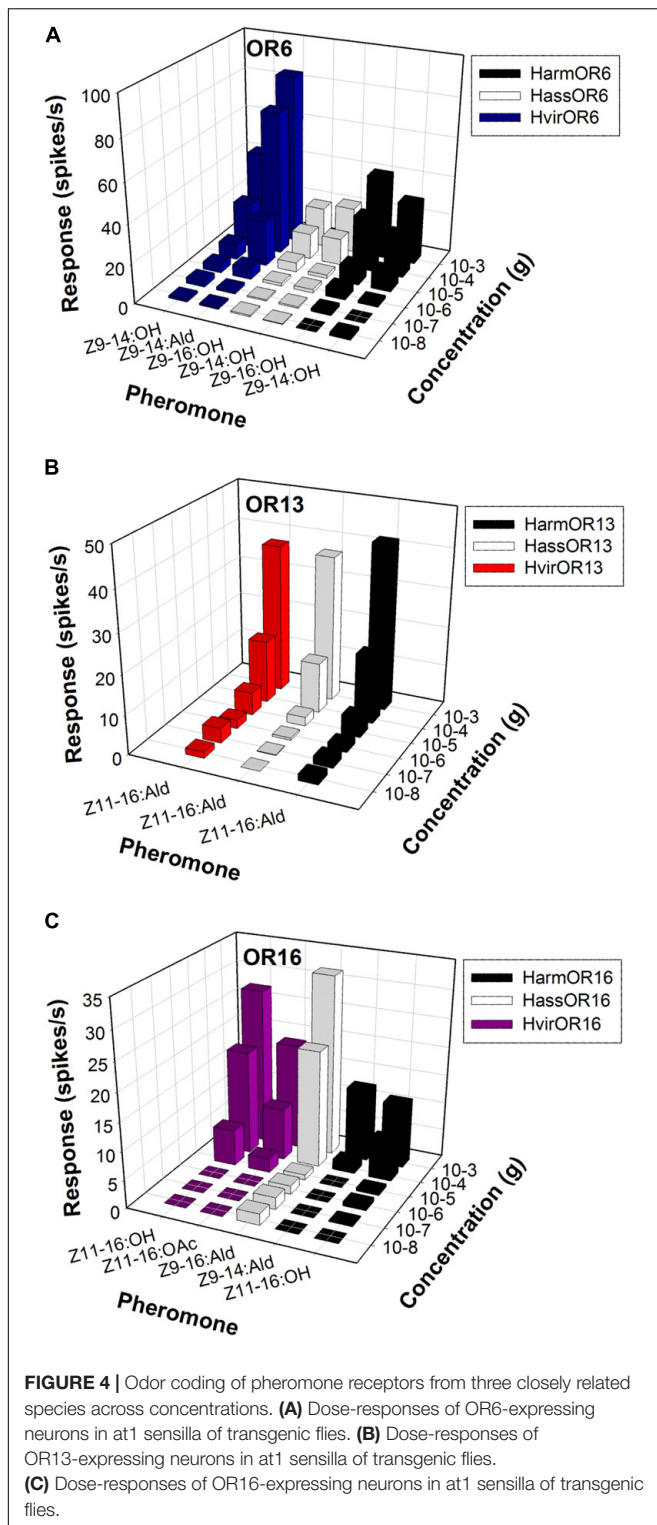 A
OR6
HarmOR6
HassOR6
HvirOR6
Response (spikes/s)
100
80
60
40
20
0
Z9-14:OH
Z9-14:Ald
Z9-16:OH
Z9-14:OH
Z9-16:OH
Z9-14:OH
Pheromone
10-3
10-4
10-5
10-6
10-7
10-8
Concentration (g)
B
OR13
HarmOR13
HassOR13
HvirOR13
Response (spikes/s)
50
40
30
20
10
0
Z11-16:Ald
Z11-16:Ald
Z11-16:Ald
Pheromone
10-3
10-4
10-5
10-6
10-7
10-8
Concentration (g)
C
OR16
HarmOR16
HassOR16
HvirOR16
Response (spikes/s)
35
30
25
20
15
10
5
0
Z11-16:OH
Z11-16:OAc
Z9-16:Ald
Z9-14:Ald
Z11-16:OH
Pheromone
10-3
10-4
10-5
10-6
10-7
10-8
Concentration (g)
FIGURE 4 | Odor coding of pheromone receptors from three closely related
species across concentrations. (A) Dose-responses of OR6-expressing
neurons in at1 sensilla of transgenic flies. (B) Dose-responses of
OR13-expressing neurons in at1 sensilla of transgenic flies.
(C) Dose-responses of OR16-expressing neurons in at1 sensilla of transgenic
flies.